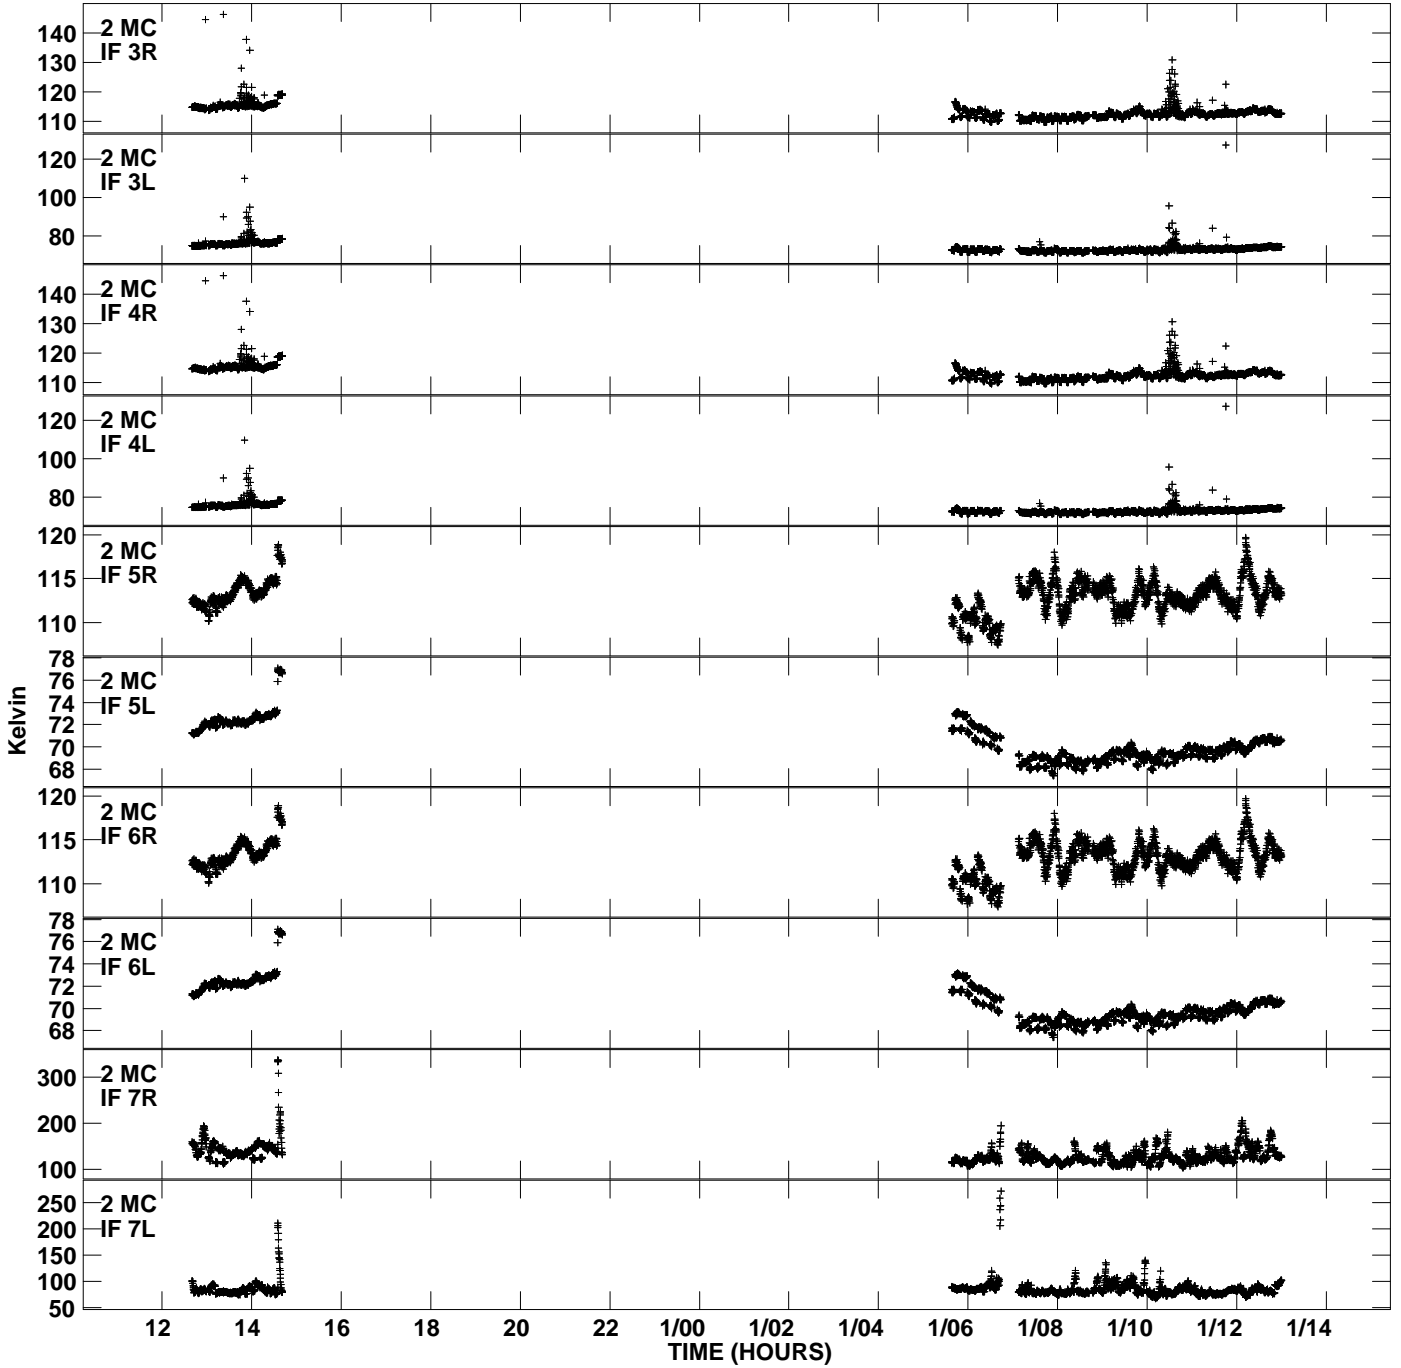 2 MC
IF 3R
140
130
120
110
2 MC
IF 3L
120
100
80
2 MC
IF 4R
140
130
120
110
2 MC
IF 4L
120
100
80
2 MC
IF 5R
120
115
110
2 MC
IF 5L
78
76
74
72
70
68
2 MC
IF 6R
120
115
110
2 MC
IF 6L
78
76
74
72
70
68
2 MC
IF 7R
300
200
100
2 MC
IF 7L
250
200
150
100
50
Kelvin
12 14 16 18 20 22 1/00 1/02 1/04 1/06 1/08 1/10 1/12 1/14
TIME (HOURS)